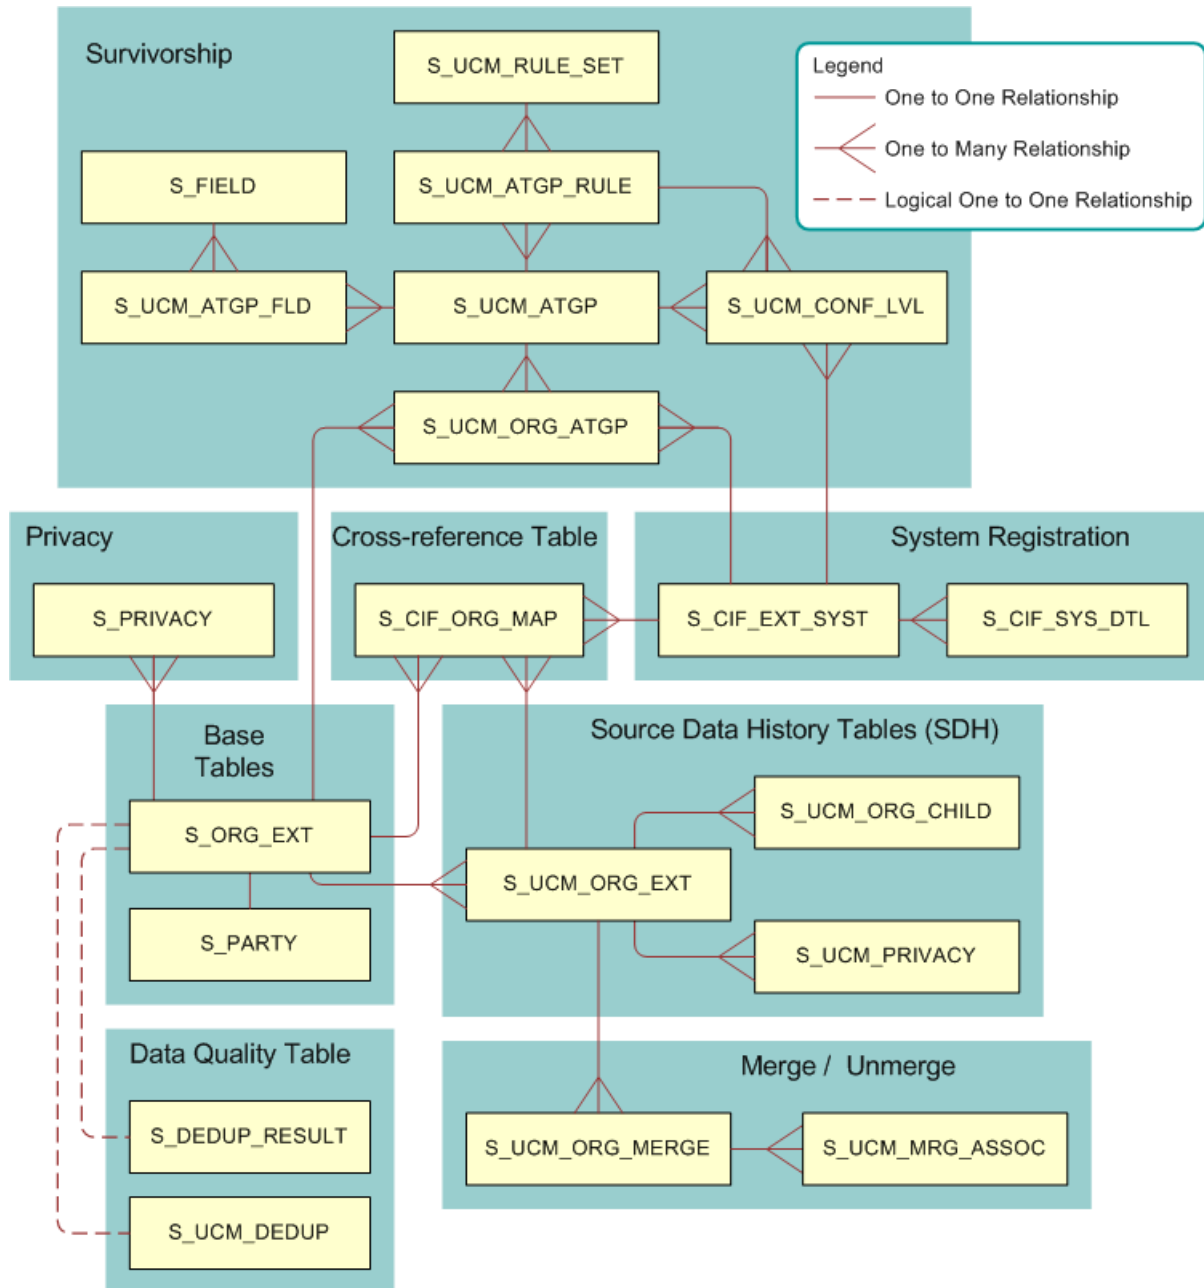 Survivorship
S_UCM_RULE_SET
Legend
One to One Relationship
One to Many Relationship
Logical One to One Relationship
S_FIELD
S_UCM_ATGP_RULE
S_UCM_ATGP_FLD
S_UCM_ATGP
S_UCM_CONF_LVL
S_UCM_ORG_ATGP
Privacy
S_PRIVACY
Cross-reference Table
S_CIF_ORG_MAP
System Registration
S_CIF_EXT_SYST
S_CIF_SYS_DTL
Base
Tables
S_ORG_EXT
S_PARTY
Source Data History Tables (SDH)
S_UCM_ORG_CHILD
S_UCM_ORG_EXT
S_UCM_PRIVACY
Data Quality Table
S_DEDUP_RESULT
S_UCM_DEDUP
Merge / Unmerge
S_UCM_ORG_MERGE
S_UCM_MRG_ASSOC